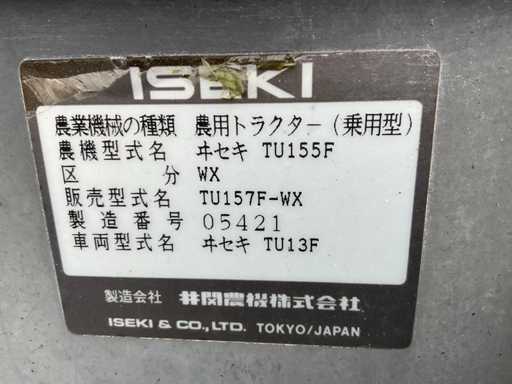 ISEKI
農業機械の種類 農用トラクター(乗用型)
農機型式名 ヰセキ TU155F
区分 WX
販売型式名 TU157F-WX
製造番号 05421
車両型式名 ヰセキ TU13F
製造会社 井関農機株式会社
ISEKI & CO., LTD. TOKYO/JAPAN